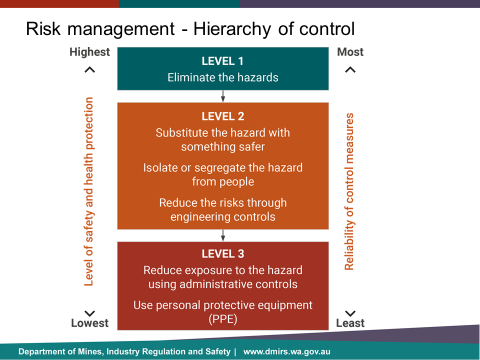 Risk management - Hierarchy of control
Highest
Most
LEVEL 1
Eliminate the hazards
LEVEL 2
Substitute the hazard with
something safer
Isolate or segregate the hazard
from people
Reduce the risks through
engineering controls
LEVEL 3
Reduce exposure to the hazard
using administrative controls
Use personal protective equipment
(PPE)
Level of safety and health protection
Reliability of control measures
Lowest
Least
Department of Mines, Industry Regulation and Safety | www.dmirs.wa.gov.au